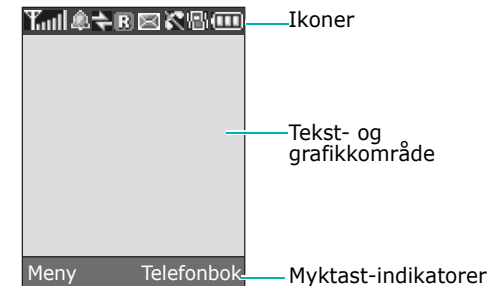 R
Ikoner
Tekst- og
grafikkområde
Meny Telefonbok
Myktast-indikatorer